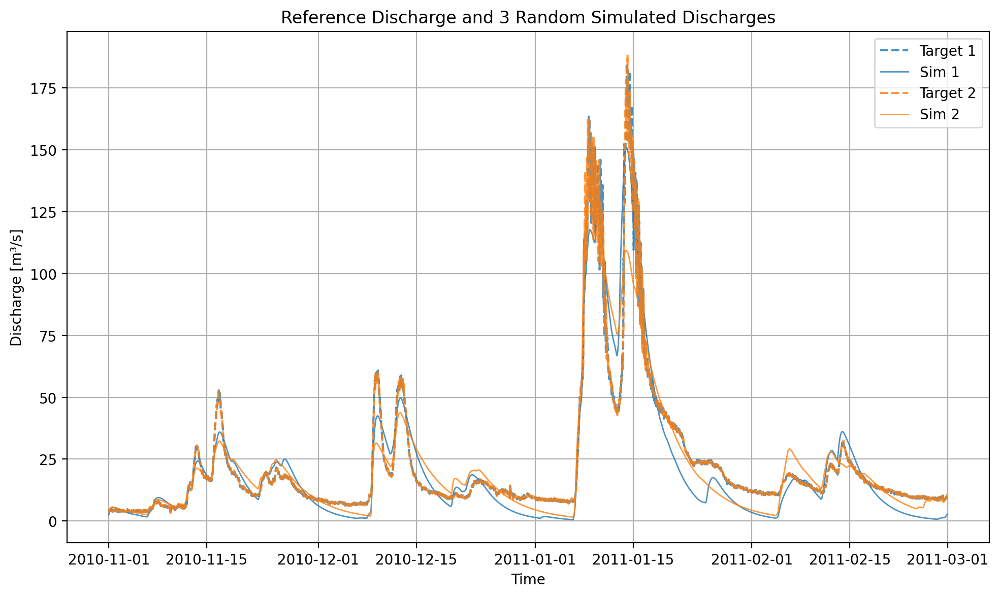 Reference Discharge and 3 Random Simulated Discharges
Target 1
Sim 1
Target 2
Sim 2
Discharge [m³/s]
175
150
125
100
75
50
25
0
2010-11-01 2010-11-15 2010-12-01 2010-12-15 2011-01-01 2011-01-15 2011-02-01 2011-02-15 2011-03-01
Time